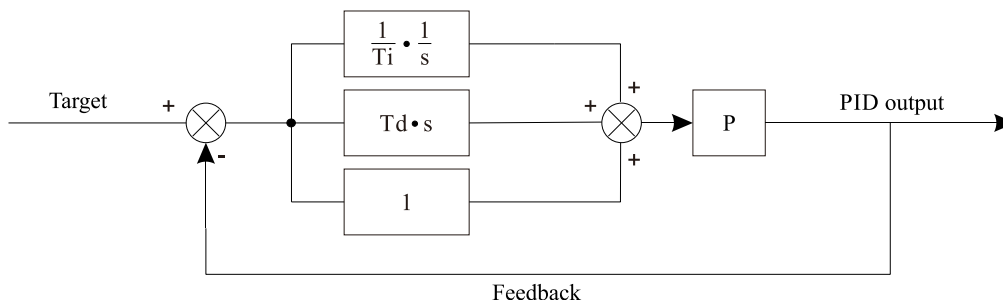 1/Ti • 1/s
+
Target
+
+
Td•s
P
PID output
-
+
1
Feedback